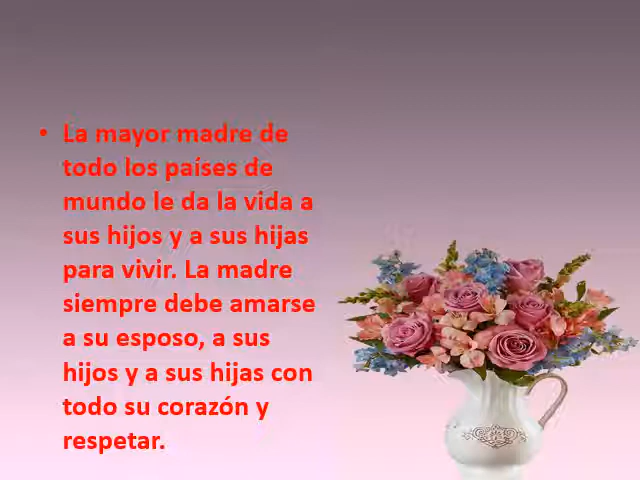 • La mayor madre de
todo los países de
mundo le da la vida a
sus hijos y a sus hijas
para vivir. La madre
siempre debe amarse
a su esposo, a sus
hijos y a sus hijas con
todo su corazón y
respetar.